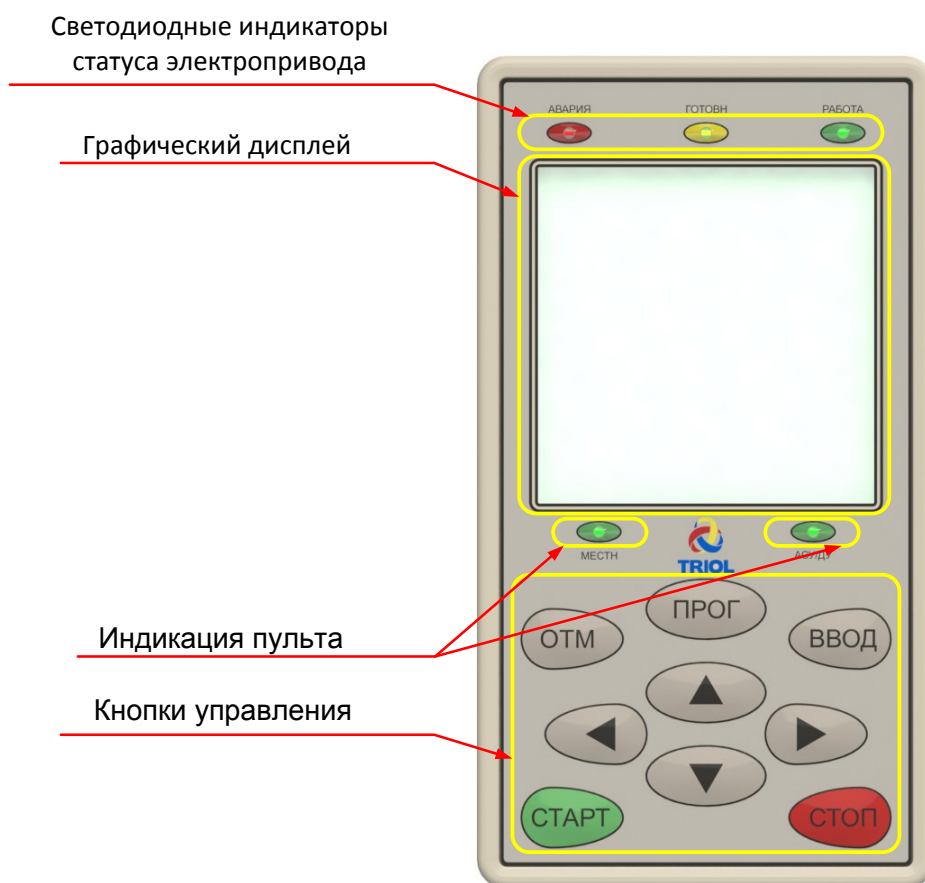 Светодиодные индикаторы
статуса электропривода
АВАРИЯ ГОТОВН РАБОТА
Графический дисплей
МЕСТН АСУДУ
TRIOL
Индикация пульта
ОТМ ПРОГ ВВОД
Кнопки управления
СТАРТ СТОП